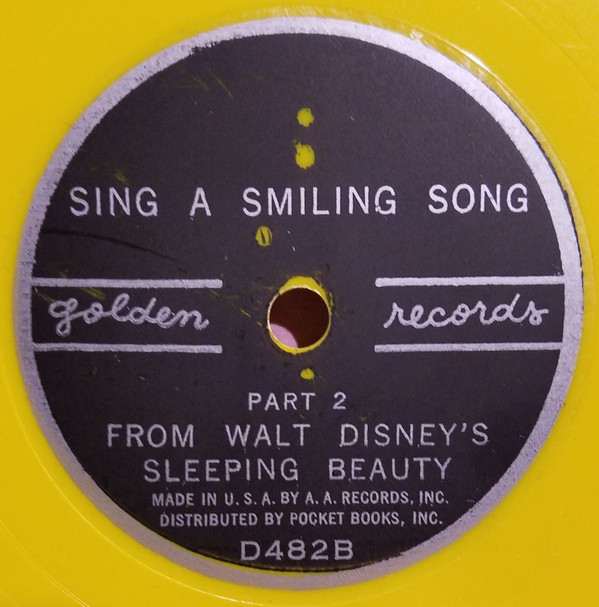 SING A SMILING SONG
golden records
PART 2
FROM WALT DISNEY'S
SLEEPING BEAUTY
MADE IN U.S.A. BY A.A. RECORDS, INC.
DISTRIBUTED BY POCKET BOOKS, INC.
D482B